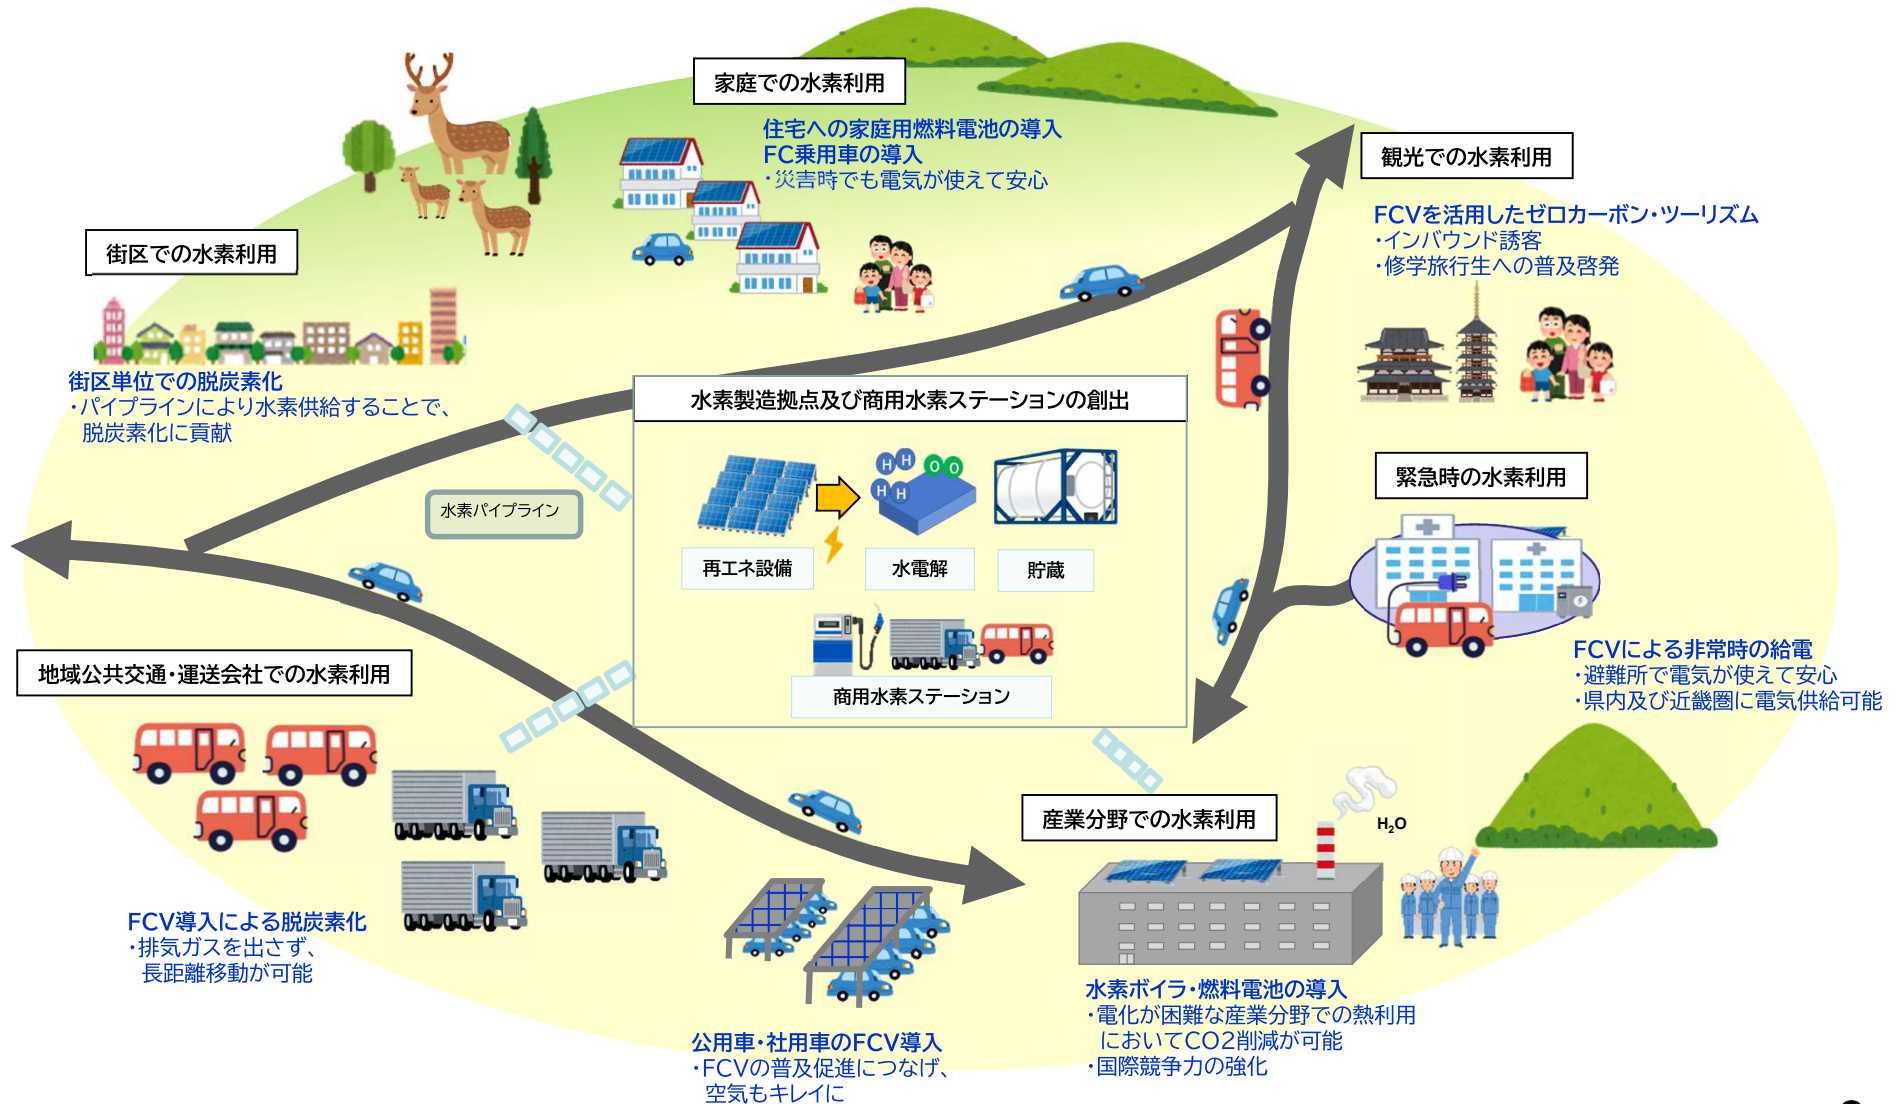 家庭での水素利用
住宅への家庭用燃料電池の導入
FC乗用車の導入
・災害時でも電気が使えて安心
観光での水素利用
FCVを活用したゼロカーボン・ツーリズム
・インバウンド誘客
・修学旅行生への普及啓発
街区での水素利用
街区単位での脱炭素化
・パイプラインにより水素供給することで、
脱炭素化に貢献
水素製造拠点及び商用水素ステーションの創出
H H
O O
H H
再エネ設備
水電解
貯蔵
商用水素ステーション
水素パイプライン
緊急時の水素利用
FCVによる非常時の給電
・避難所で電気が使えて安心
・県内及び近畿圏に電気供給可能
地域公共交通・運送会社での水素利用
FCV導入による脱炭素化
・排気ガスを出さず、
長距離移動が可能
公用車・社用車のFCV導入
・FCVの普及促進につなげ、
空気もキレイに
産業分野での水素利用
H₂O
水素ボイラ・燃料電池の導入
・電化が困難な産業分野での熱利用
においてCO2削減が可能
・国際競争力の強化